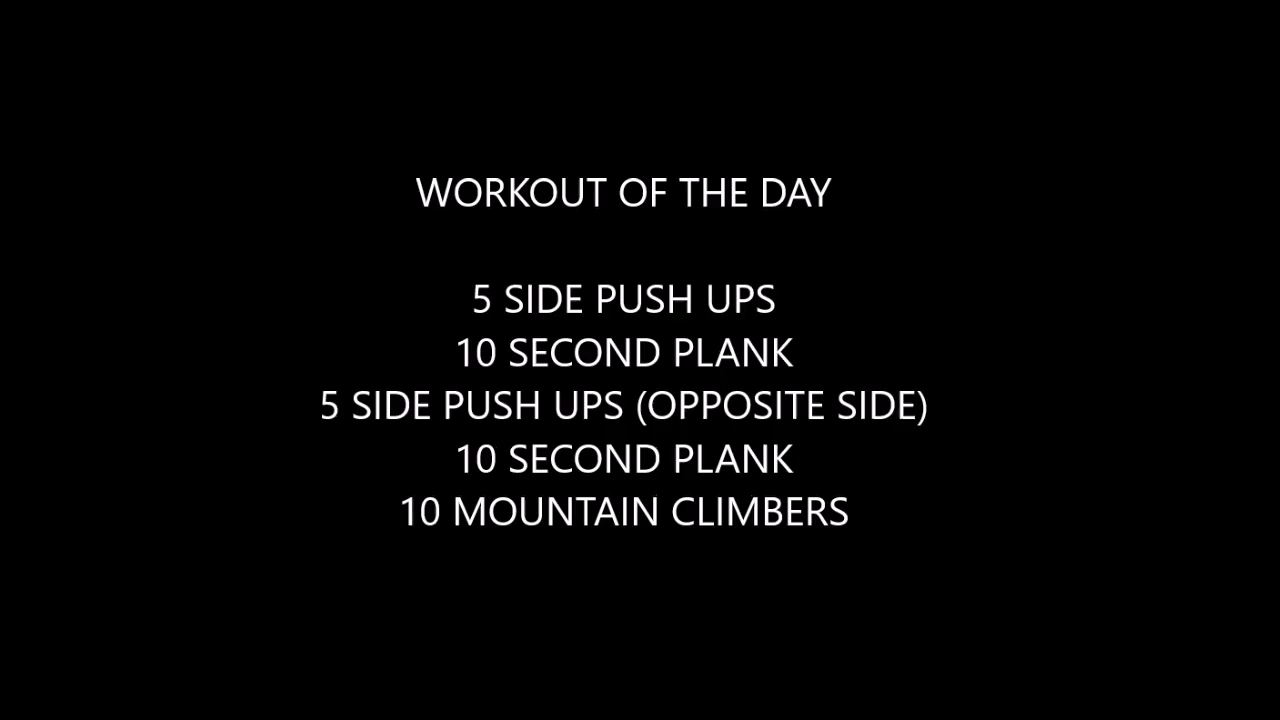 WORKOUT OF THE DAY
5 SIDE PUSH UPS
10 SECOND PLANK
5 SIDE PUSH UPS (OPPOSITE SIDE)
10 SECOND PLANK
10 MOUNTAIN CLIMBERS